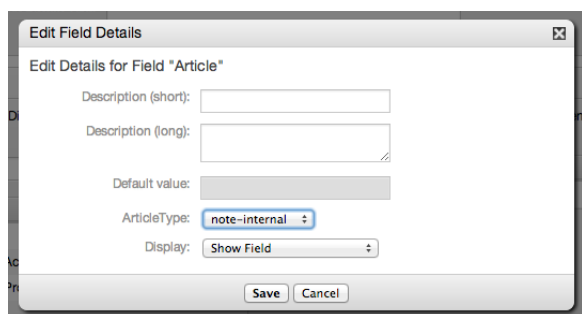 Edit Field Details
Edit Details for Field "Article"
Description (short):
Description (long):
Default value:
ArticleType: note-internal
Display: Show Field
Save Cancel